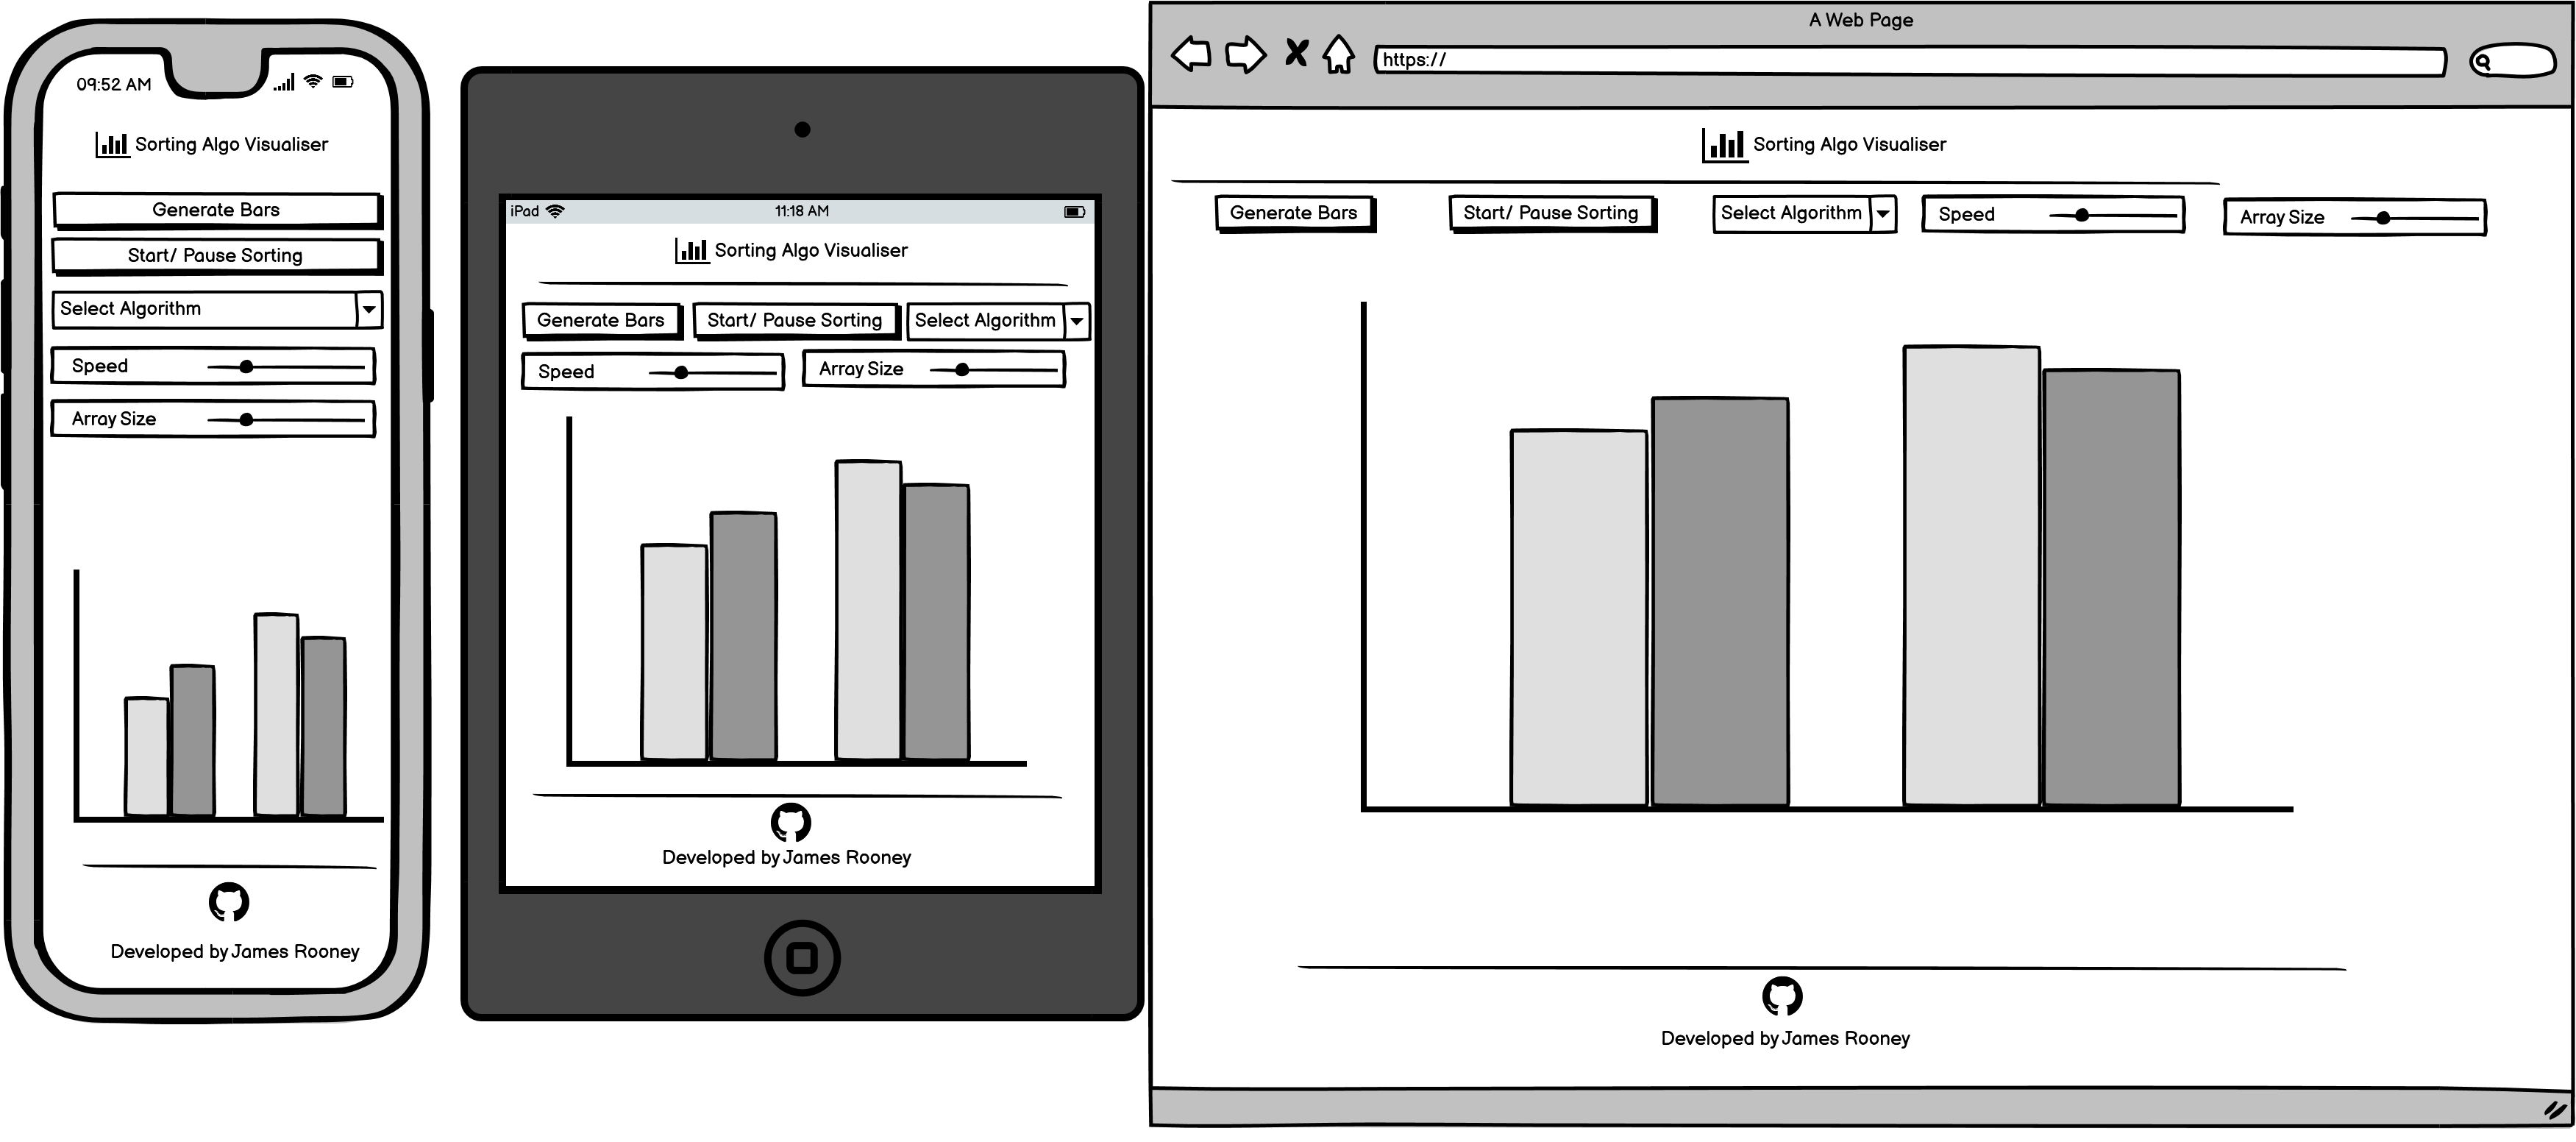 09:52 AM
Sorting Algo Visualiser
Generate Bars
Start/ Pause Sorting
Select Algorithm
Speed
Array Size
Developed by James Rooney
iPad
11:18 AM
Sorting Algo Visualiser
Generate Bars
Start/ Pause Sorting
Select Algorithm
Speed
Array Size
Developed by James Rooney
A Web Page
https://
Sorting Algo Visualiser
Generate Bars
Start/ Pause Sorting
Select Algorithm
Speed
Array Size
Developed by James Rooney